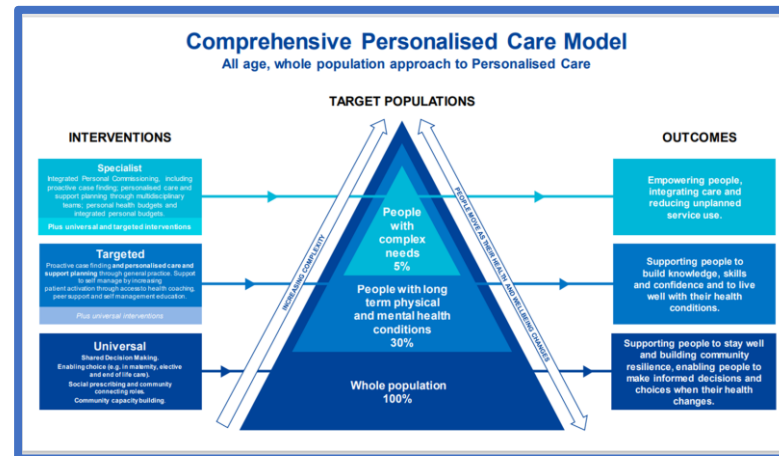 Comprehensive Personalised Care Model
All age, whole population approach to Personalised Care
TARGET POPULATIONS
INTERVENTIONS
Specialist
Integrated Personal Commissioning, including
proactive case finding, personalised care and
support planning through multidisciplinary
teams; personal health budgets and
integrated personal budgets.
Plus universal and targeted interventions
Targeted
Proactive case finding and personalised care and
support planning through general practice. Support
to self manage by increasing
patient activation through access to health coaching,
peer support and self management education.
Plus universal interventions
Universal
Shared Decision Making.
Enabling choice (e.g. in maternity, elective
and end of life care).
Social prescribing and community
connecting roles.
Community capacity building.
INCREASING COMPLEXITY
People
with
complex
needs
5%
People with long
term physical
and mental health
conditions
30%
Whole population
100%
PEOPLE MOVE AS THEIR HEALTH AND WELLBEING CHANGES
OUTCOMES
Empowering people,
integrating care and
reducing unplanned
service use.
Supporting people to
build knowledge, skills
and confidence and to live
well with their health
conditions.
Supporting people to stay well
and building community
resilience, enabling people to
make informed decisions and
choices when their health
changes.